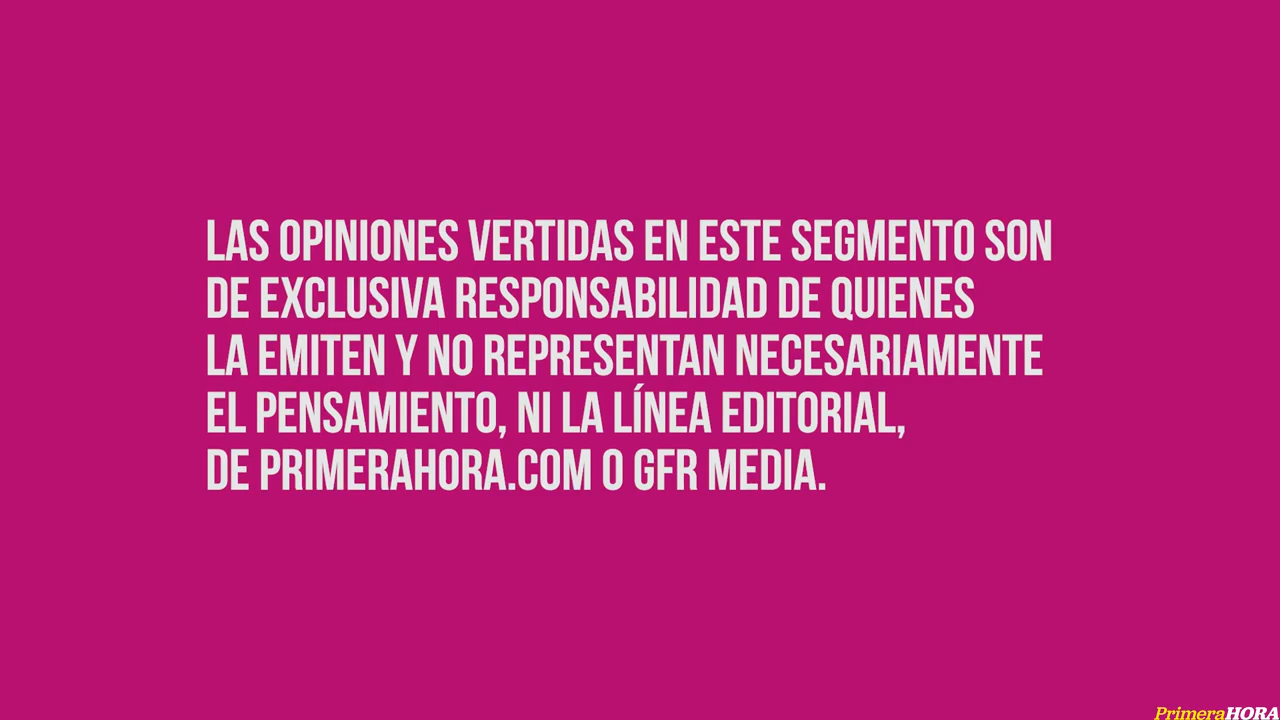 LAS OPINIONES VERTIDAS EN ESTE SEGMENTO SON
DE EXCLUSIVA RESPONSABILIDAD DE QUIENES
LA EMITEN Y NO REPRESENTAN NECESARIAMENTE
EL PENSAMIENTO, NI LA LÍNEA EDITORIAL,
DE PRIMERAHORA.COM O GFR MEDIA.
PrimeraHORA